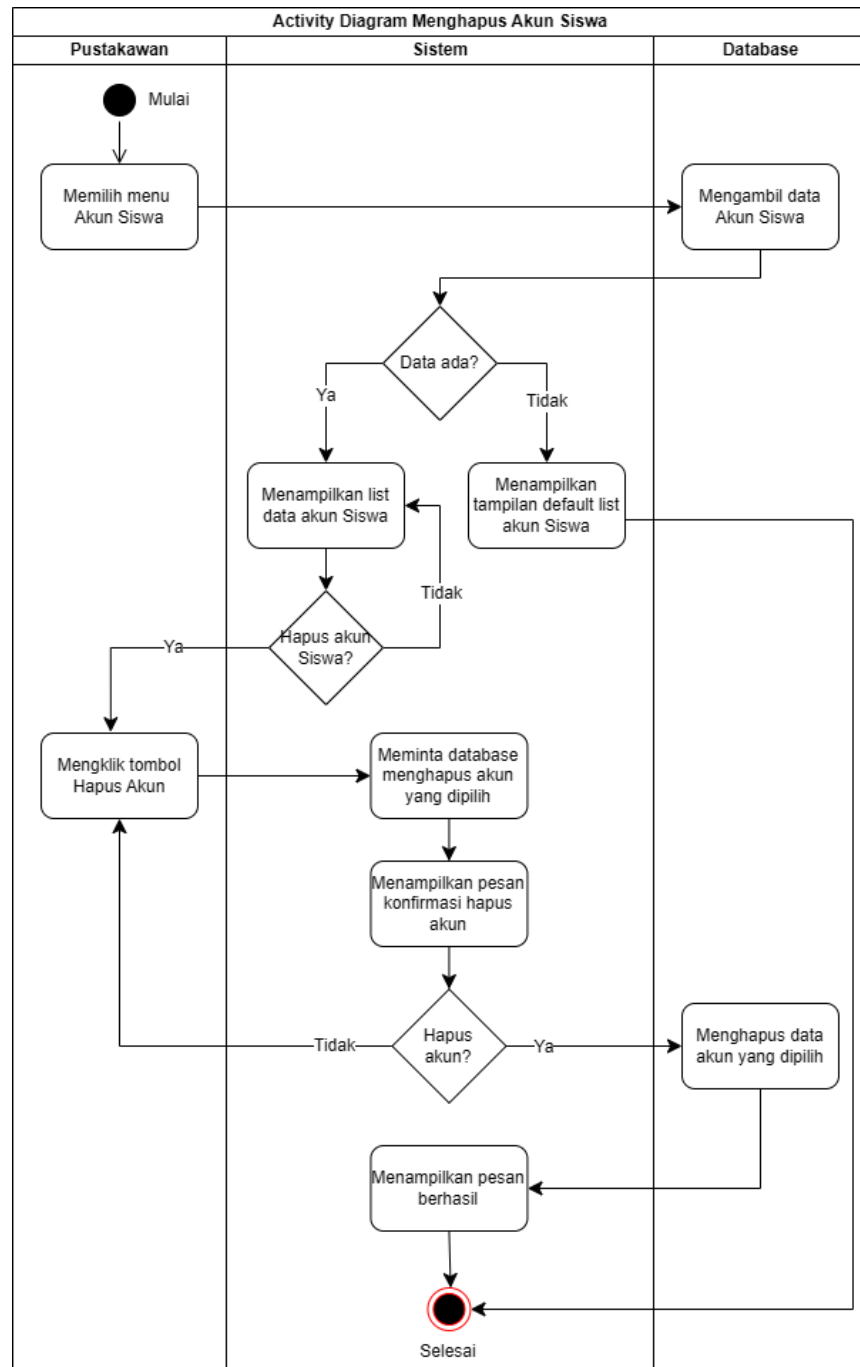 Activity Diagram Menghapus Akun Siswa
Pustakawan
Sistem
Database
Mulai
Memilih menu
Akun Siswa
Mengambil data
Akun Siswa
Data ada?
Ya
Tidak
Menampilkan list
data akun Siswa
Menampilkan
tampilan default list
akun Siswa
Tidak
Hapus akun
Siswa?
Ya
Mengklik tombol
Hapus Akun
Meminta database
menghapus akun
yang dipilih
Menampilkan pesan
konfirmasi hapus
akun
Hapus
akun?
Tidak
Ya
Menghapus data
akun yang dipilih
Menampilkan pesan
berhasil
Selesai